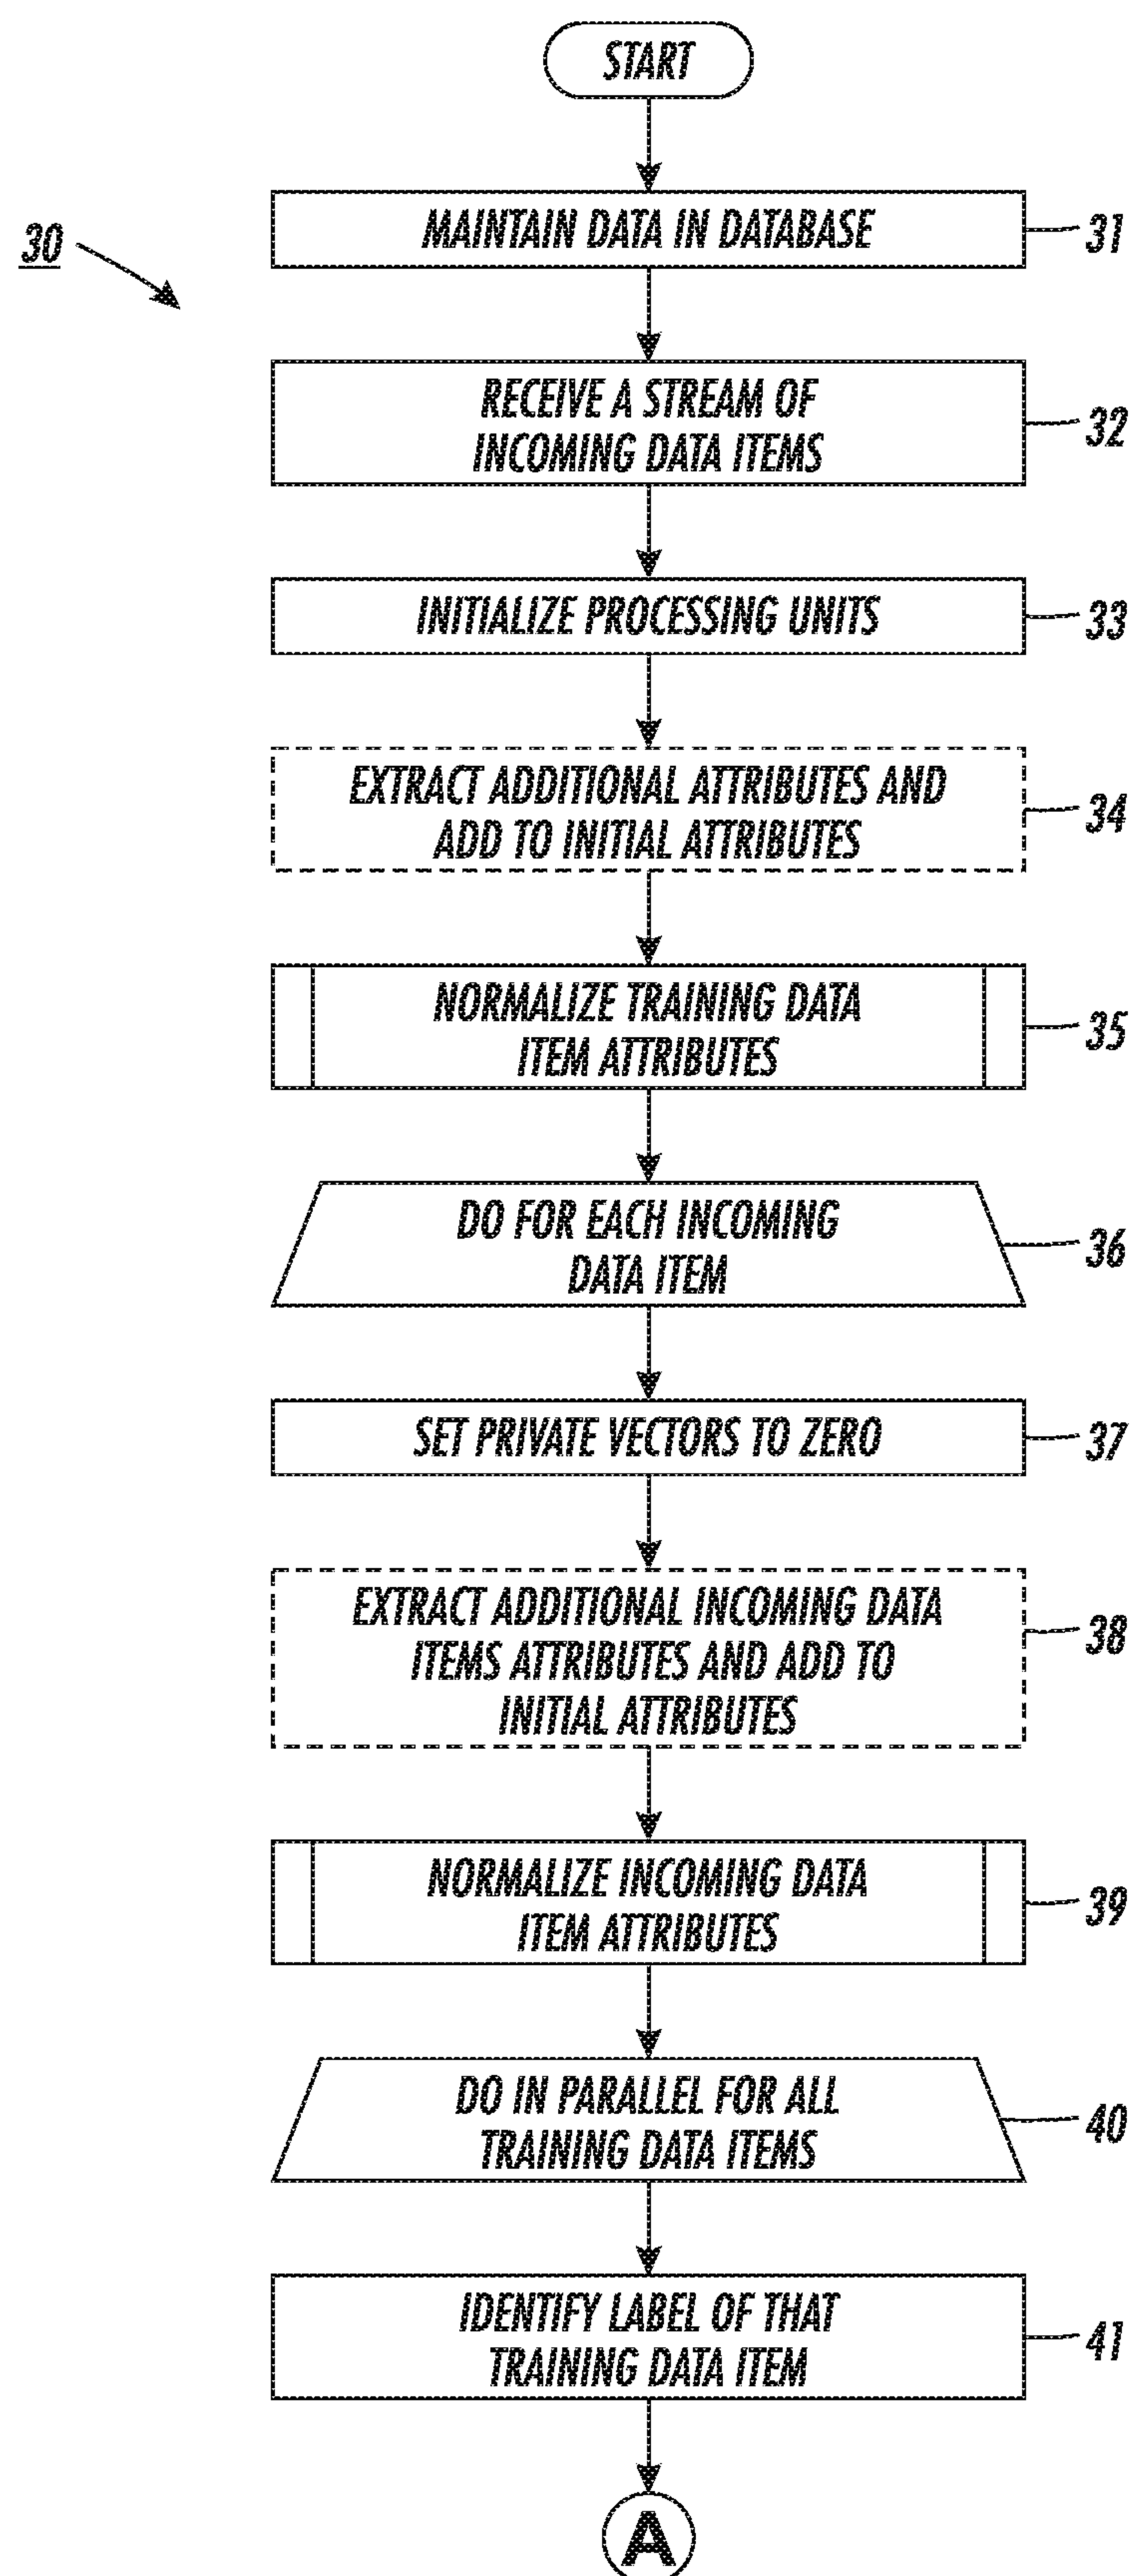 START
30
MAINTAIN DATA IN DATABASE
31
RECEIVE A STREAM OF
INCOMING DATA ITEMS
32
INITIALIZE PROCESSING UNITS
33
EXTRACT ADDITIONAL ATTRIBUTES AND
ADD TO INITIAL ATTRIBUTES
34
NORMALIZE TRAINING DATA
ITEM ATTRIBUTES
35
DO FOR EACH INCOMING
DATA ITEM
36
SET PRIVATE VECTORS TO ZERO
37
EXTRACT ADDITIONAL INCOMING DATA
ITEMS ATTRIBUTES AND ADD TO
INITIAL ATTRIBUTES
38
NORMALIZE INCOMING DATA
ITEM ATTRIBUTES
39
DO IN PARALLEL FOR ALL
TRAINING DATA ITEMS
40
IDENTIFY LABEL OF THAT
TRAINING DATA ITEM
41
A